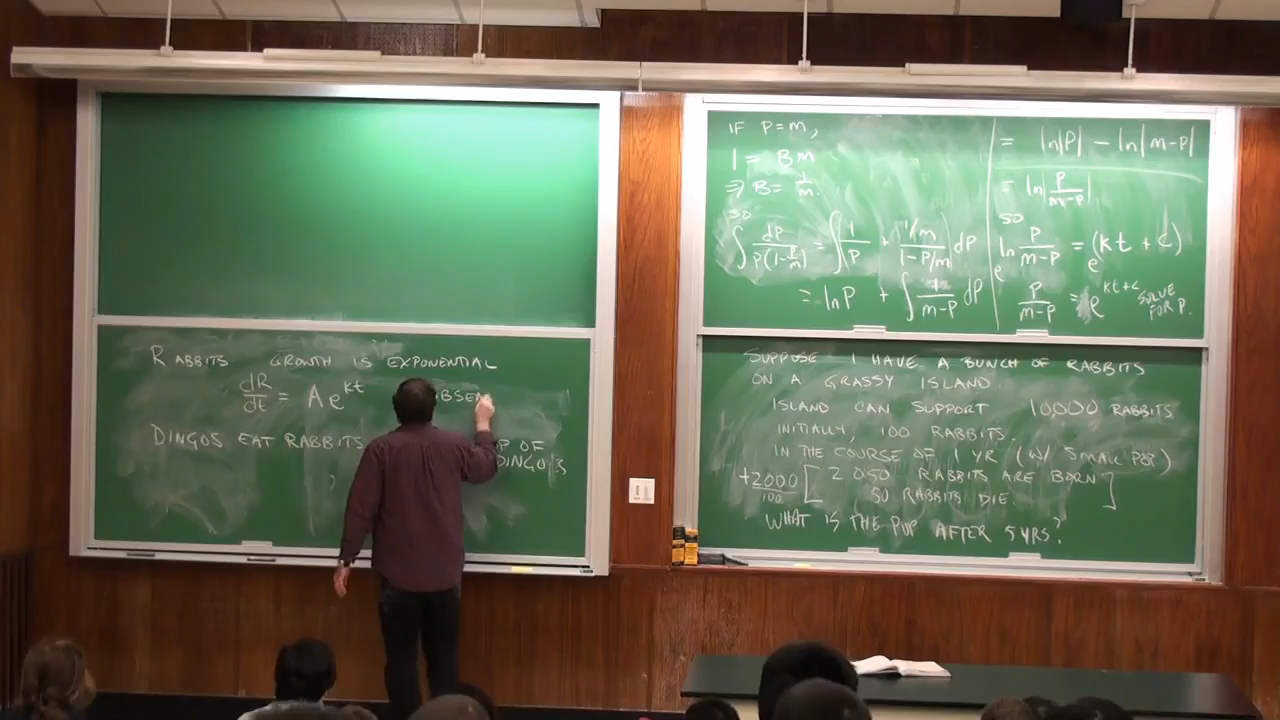 RABBITS GROWTH IS EXPONENTIAL
dR/dt = Ae^kt
DINGOS EAT RABBITS
P OF
DINGO'S
IF P=m,
1 = Bm
⇒ B = 1/m.
SO
∫ dP/P(1-P/m) = ∫ 1/P + (1/m)/(1-P/m) dP
= ln P + ∫ 1/(m-P) dP
= ln|P| - ln|m-P|
= ln|P/(m-P)|
SO
e^ln P/(m-P) = e^(kt + C)
P/(m-P) = e^kt+c SOLVE FOR P.
SUPPOSE I HAVE A BUNCH OF RABBITS
ON A GRASSY ISLAND.
ISLAND CAN SUPPORT 10,000 RABBITS
INITIALLY, 100 RABBITS.
IN THE COURSE OF 1 YR (W/ SMALL POP)
+2000/100 [ 2050 RABBITS ARE BORN
50 RABBITS DIE. ]
WHAT IS THE POP AFTER 5 YRS?